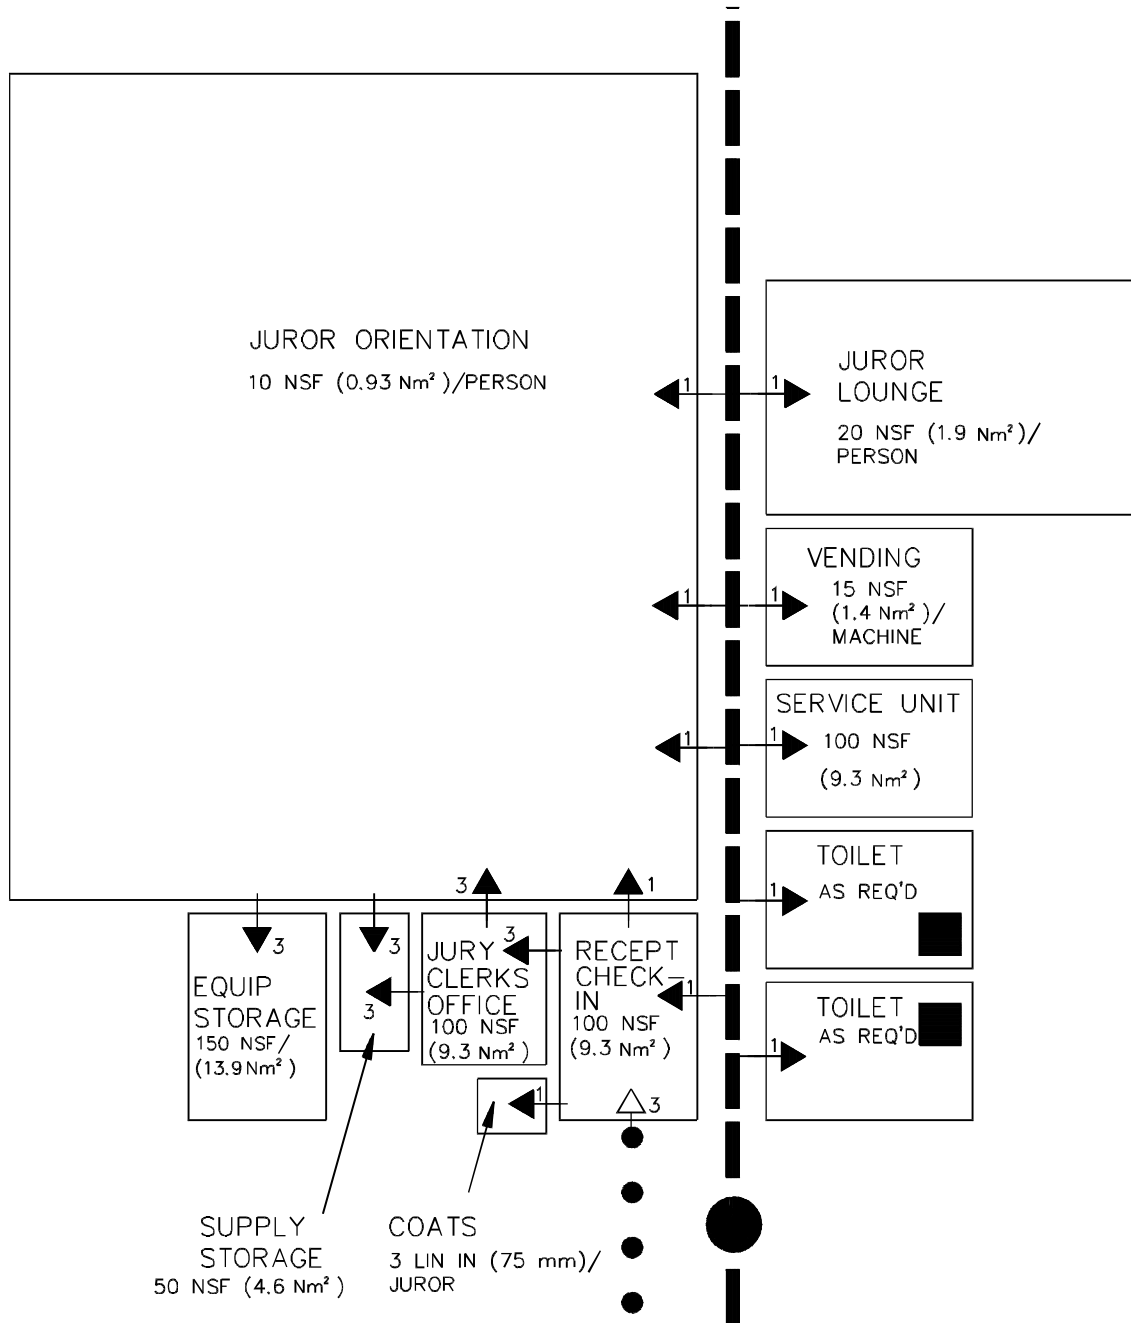 JUROR ORIENTATION
10 NSF (0.93 Nm²)/PERSON
1
1
JUROR
LOUNGE
20 NSF (1.9 Nm²)/
PERSON
1
1
VENDING
15 NSF
(1.4 Nm²)/
MACHINE
1
1
SERVICE UNIT
100 NSF
(9.3 Nm²)
3
1
1
TOILET
AS REQ'D
3
3
3
3
1
EQUIP
STORAGE
150 NSF/
(13.9 Nm²)
JURY
CLERKS
OFFICE
100 NSF
(9.3 Nm²)
RECEPT
CHECK-
IN
100 NSF
(9.3 Nm²)
TOILET
AS REQ'D
1
1
3
SUPPLY
STORAGE
50 NSF (4.6 Nm²)
COATS
3 LIN IN (75 mm)/
JUROR